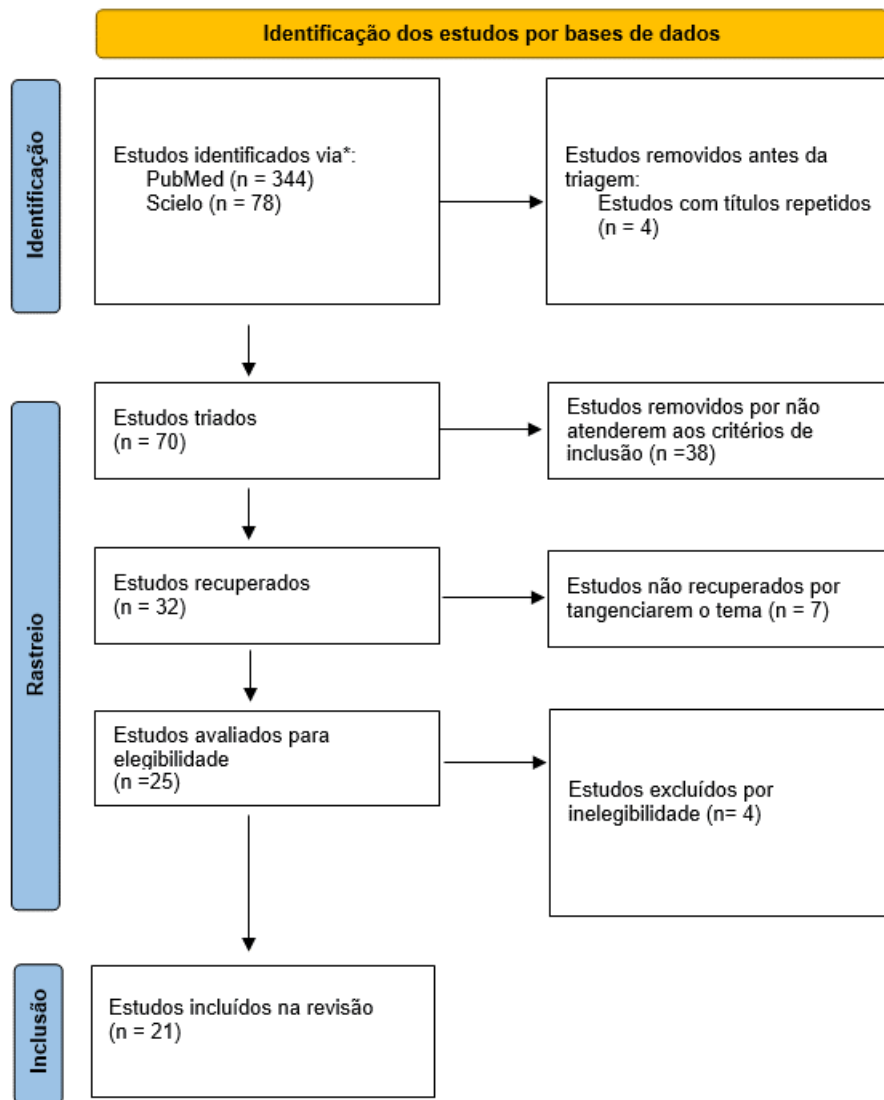 Identificação dos estudos por bases de dados
Identificação
Estudos identificados via*:
PubMed (n = 344)
Scielo (n = 78)
Estudos removidos antes da
triagem:
Estudos com títulos repetidos
(n = 4)
Rastreio
Estudos triados
(n = 70)
Estudos removidos por não
atenderem aos critérios de
inclusão (n =38)
Estudos recuperados
(n = 32)
Estudos não recuperados por
tangenciarem o tema (n = 7)
Estudos avaliados para
elegibilidade
(n =25)
Estudos excluídos por
inelegibilidade (n= 4)
Inclusão
Estudos incluídos na revisão
(n = 21)